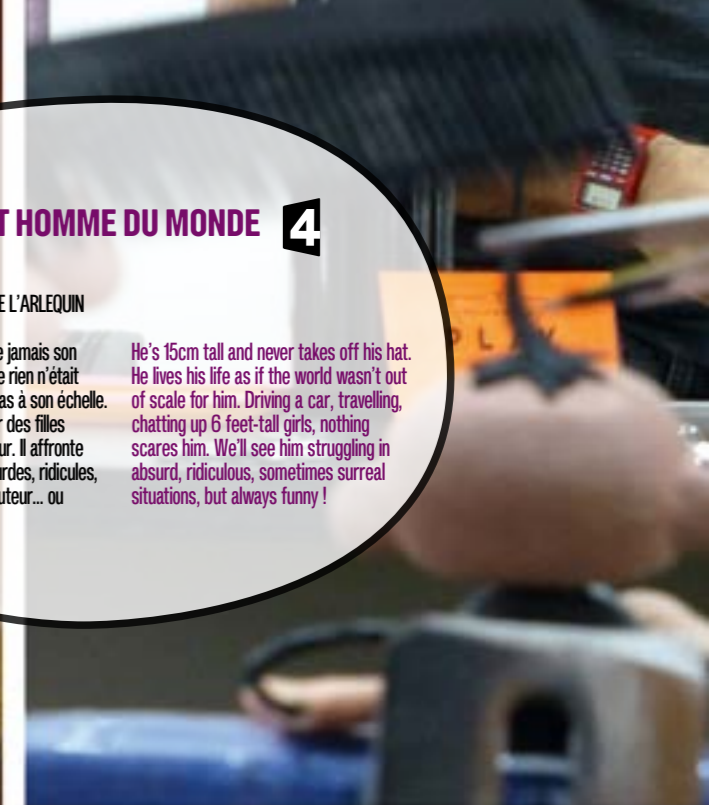 T HOMME DU MONDE 4
E L'ARLEQUIN
e jamais son
e rien n'était
as à son échelle.
r des filles
ur. Il affronte
urdes, ridicules,
uteur... ou
He's 15cm tall and never takes off his hat.
He lives his life as if the world wasn't out
of scale for him. Driving a car, travelling,
chatting up 6 feet-tall girls, nothing
scares him. We'll see him struggling in
absurd, ridiculous, sometimes surreal
situations, but always funny !
PLAY